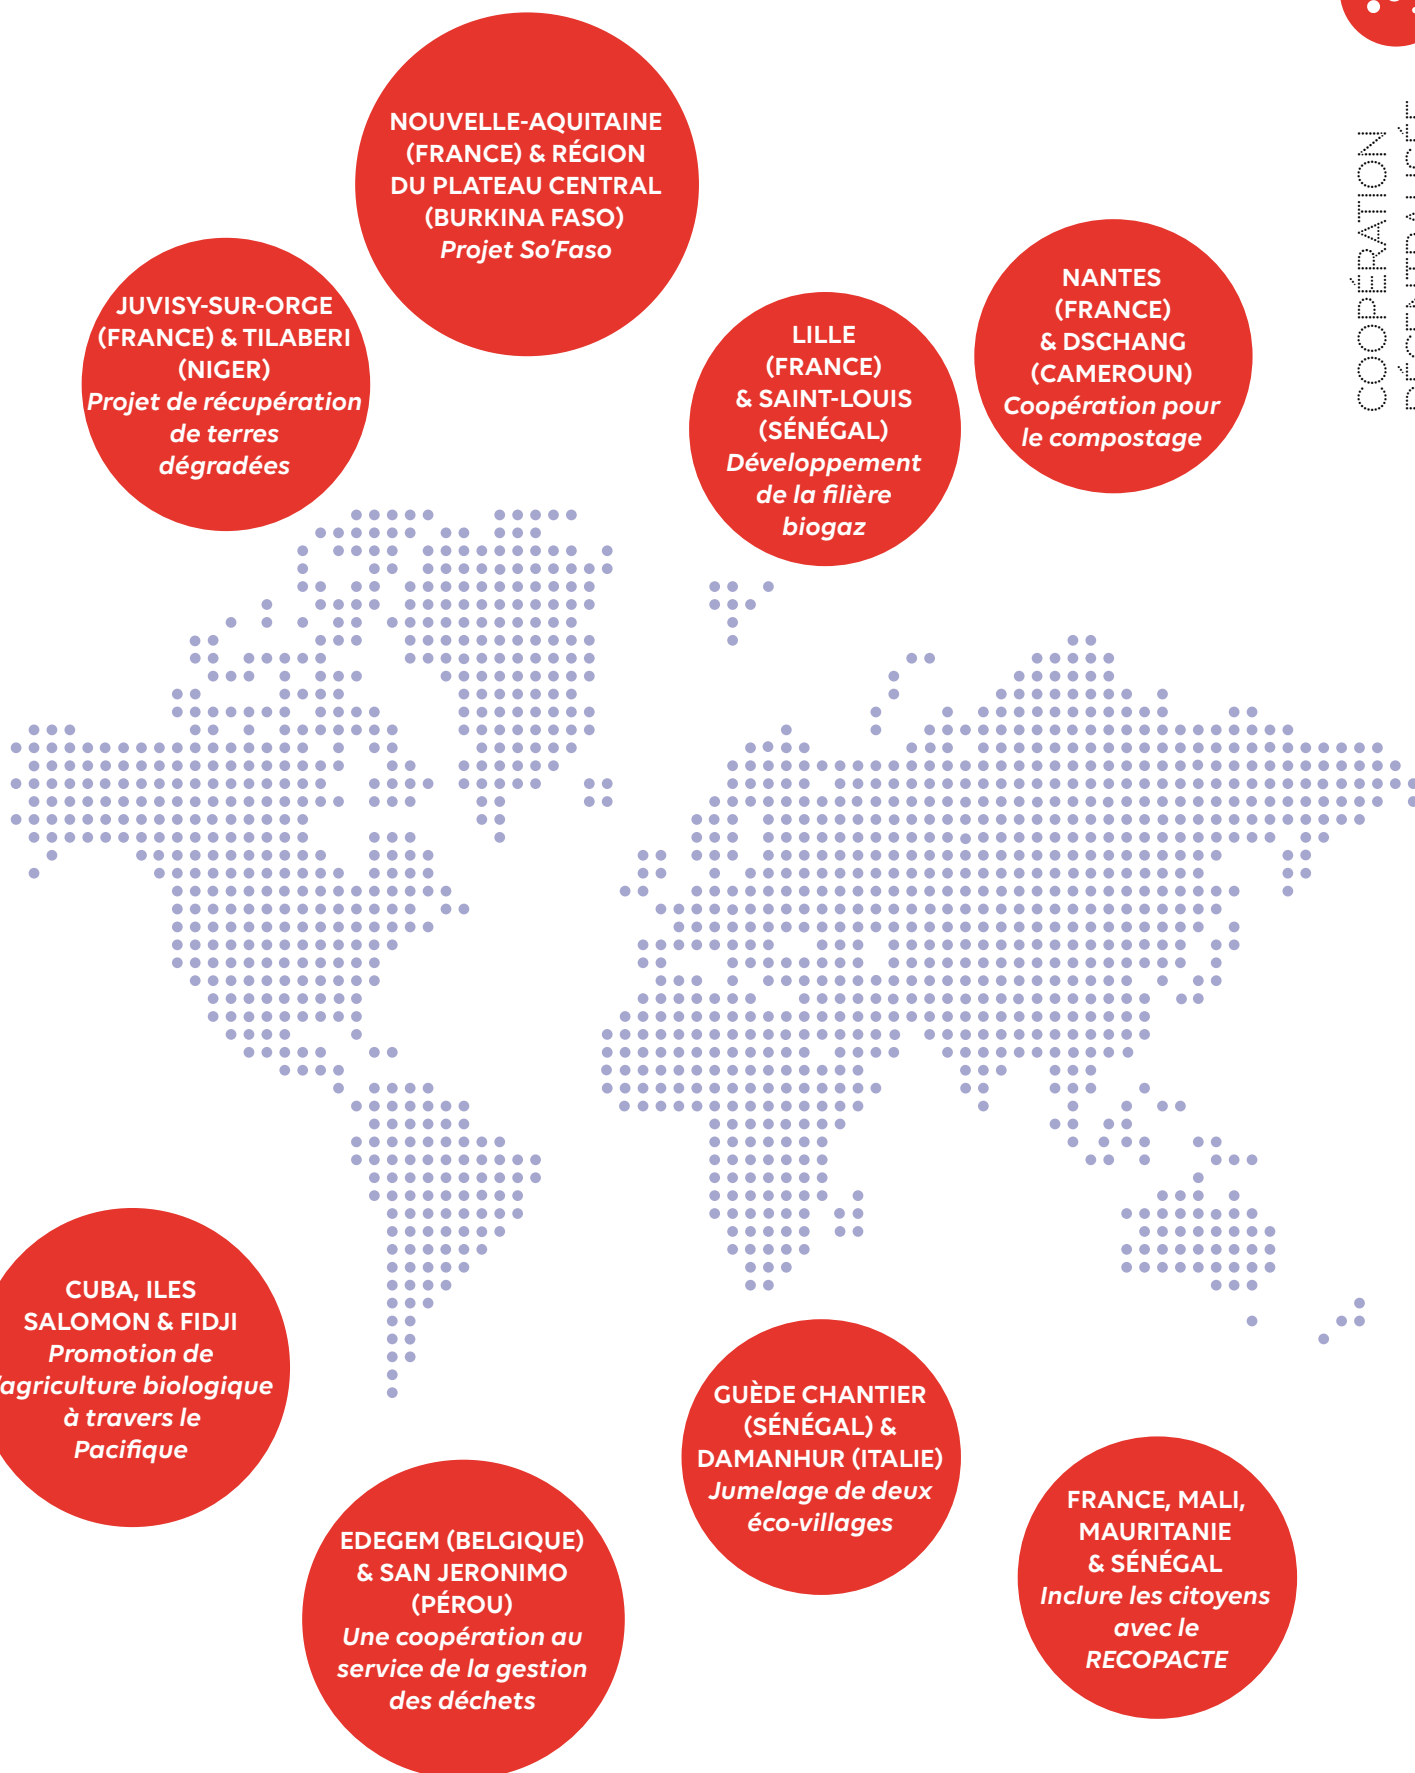 NOUVELLE-AQUITAINE
(FRANCE) & RÉGION
DU PLATEAU CENTRAL
(BURKINA FASO)
Projet So'Faso
JUVISY-SUR-ORGE
(FRANCE) & TILABERI
(NIGER)
Projet de récupération
de terres
dégradées
LILLE
(FRANCE)
& SAINT-LOUIS
(SÉNÉGAL)
Développement
de la filière
biogaz
NANTES
(FRANCE)
& DSCHANG
(CAMEROUN)
Coopération pour
le compostage
COOPÉRATION
CUBA, ILES
SALOMON & FIDJI
Promotion de
agriculture biologique
à travers le
Pacifique
EDEGEM (BELGIQUE)
& SAN JERONIMO
(PÉROU)
Une coopération au
service de la gestion
des déchets
GUÈDE CHANTIER
(SÉNÉGAL) &
DAMANHUR (ITALIE)
Jumelage de deux
éco-villages
FRANCE, MALI,
MAURITANIE
& SÉNÉGAL
Inclure les citoyens
avec le
RECOPACTE